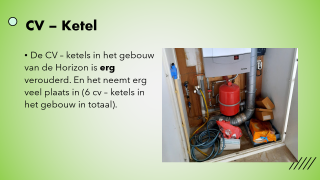 CV – Ketel
• De CV – ketels in het gebouw
van de Horizon is erg
verouderd. En het neemt erg
veel plaats in (6 cv – ketels in
het gebouw in totaal).